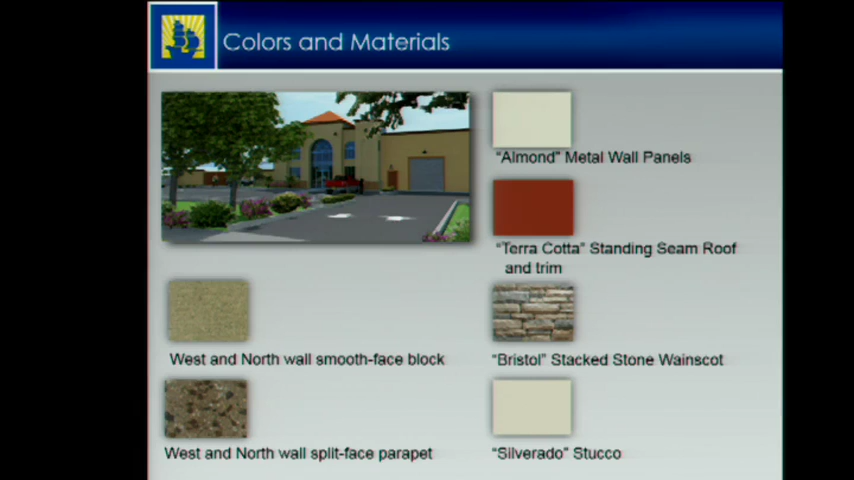 Colors and Materials
“Almond” Metal Wall Panels
“Terra Cotta” Standing Seam Roof
and trim
West and North wall smooth-face block
“Bristol” Stacked Stone Wainscot
West and North wall split-face parapet
“Silverado” Stucco